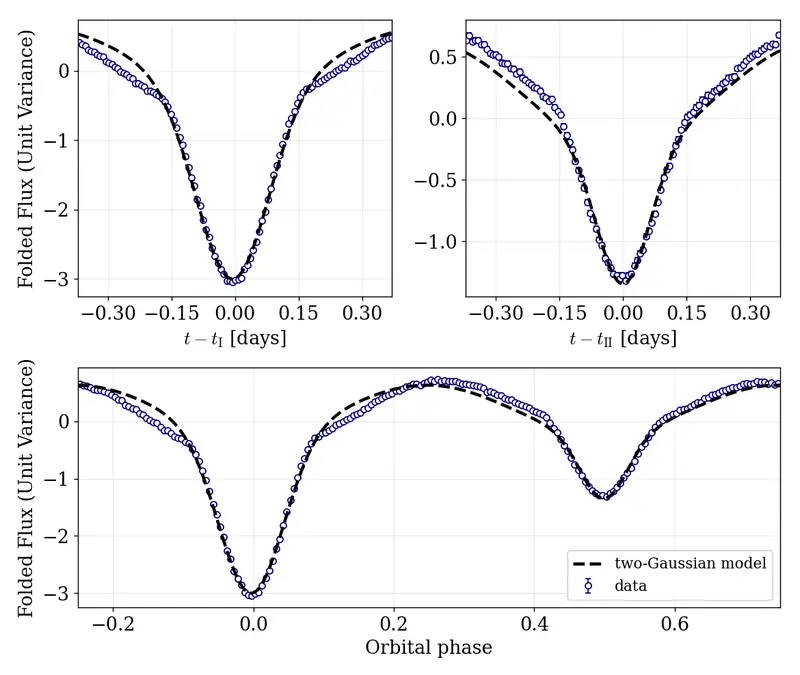 Folded Flux (Unit Variance)
0
−1
−2
−3
−0.30 −0.15 0.00 0.15 0.30
t − tI [days]
0.5
0.0
−0.5
−1.0
−0.30 −0.15 0.00 0.15 0.30
t − tII [days]
Folded Flux (Unit Variance)
0
−1
−2
−3
two-Gaussian model
data
−0.2 0.0 0.2 0.4 0.6
Orbital phase